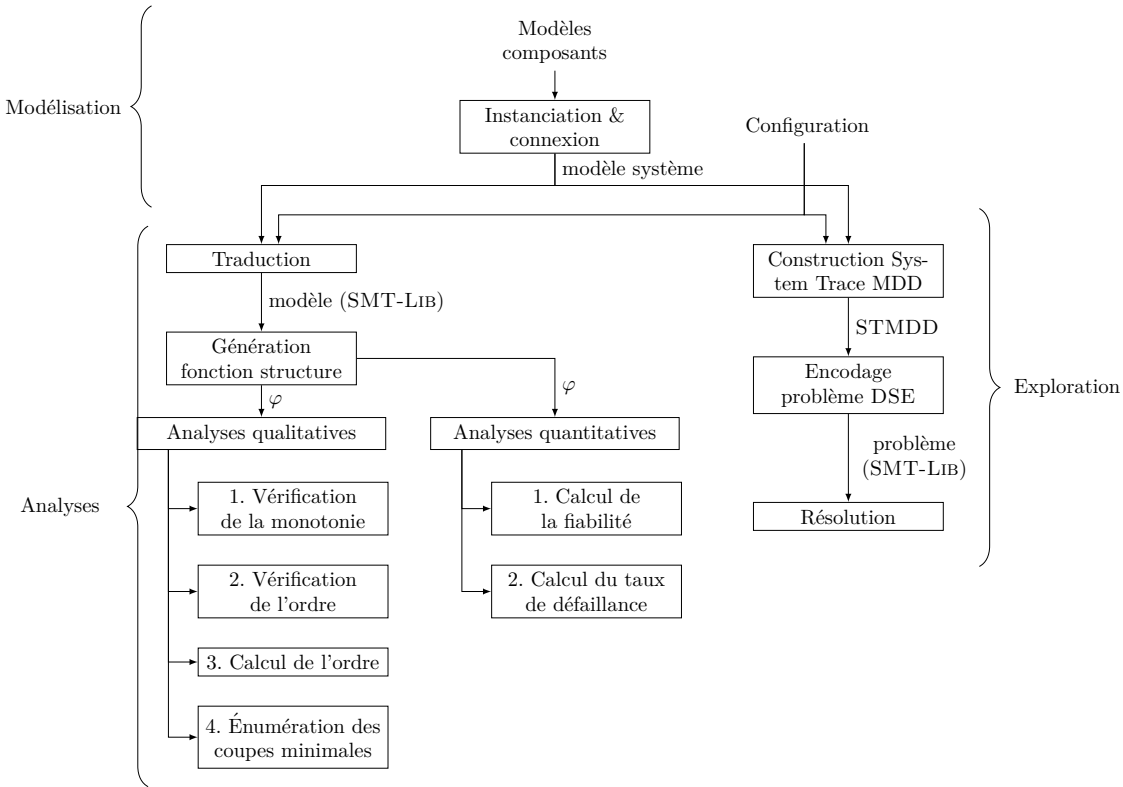 Modèles
composants
Modélisation
Instanciation &
connexion
Configuration
modèle système
Traduction
Construction Sys-
tem Trace MDD
modèle (SMT-LIB)
STMDD
Génération
fonction structure
Encodage
problème DSE
Exploration
φ
φ
Analyses qualitatives
Analyses quantitatives
problème
(SMT-LIB)
Analyses
1. Vérification
de la monotonie
1. Calcul de
la fiabilité
Résolution
2. Vérification
de l'ordre
2. Calcul du taux
de défaillance
3. Calcul de l'ordre
4. Énumération des
coupes minimales